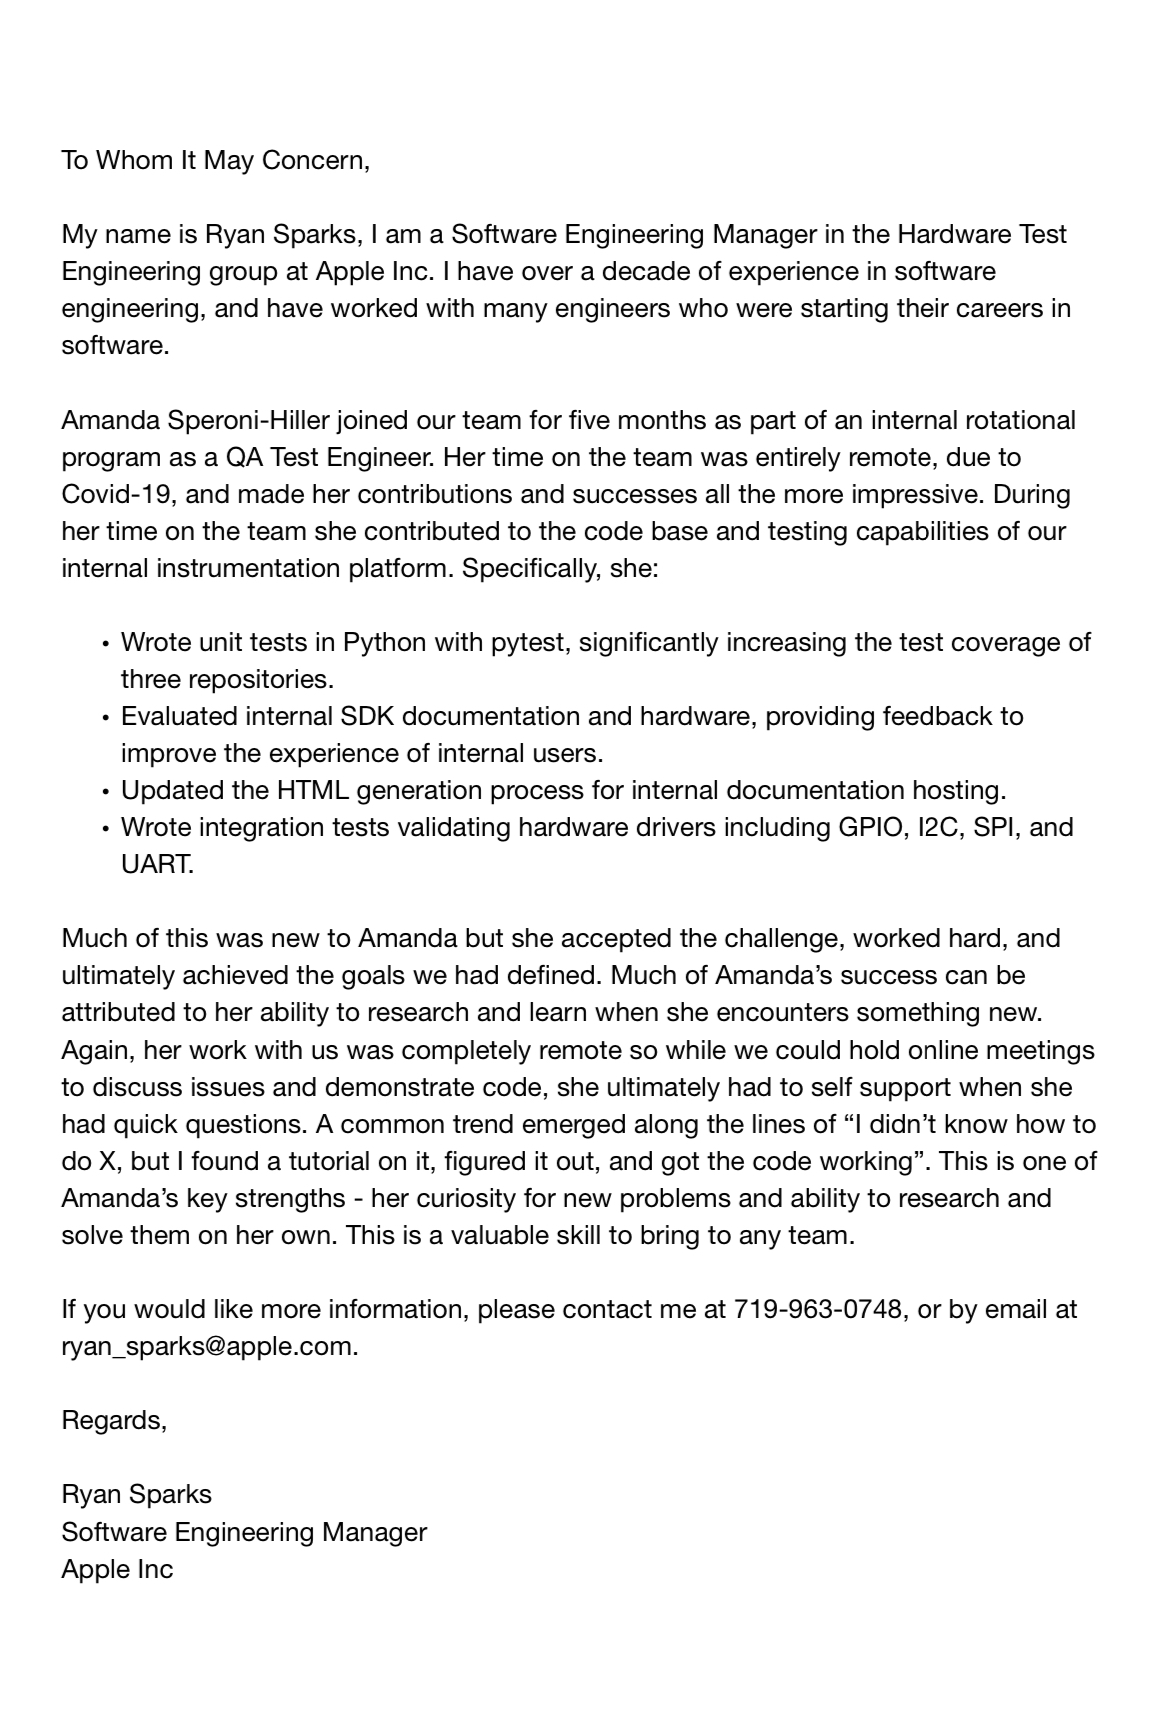 To Whom It May Concern,
My name is Ryan Sparks, I am a Software Engineering Manager in the Hardware Test
Engineering group at Apple Inc. I have over a decade of experience in software
engineering, and have worked with many engineers who were starting their careers in
software.
Amanda Speroni-Hiller joined our team for five months as part of an internal rotational
program as a QA Test Engineer. Her time on the team was entirely remote, due to
Covid-19, and made her contributions and successes all the more impressive. During
her time on the team she contributed to the code base and testing capabilities of our
internal instrumentation platform. Specifically, she:
• Wrote unit tests in Python with pytest, significantly increasing the test coverage of
three repositories.
• Evaluated internal SDK documentation and hardware, providing feedback to
improve the experience of internal users.
• Updated the HTML generation process for internal documentation hosting.
• Wrote integration tests validating hardware drivers including GPIO, I2C, SPI, and
UART.
Much of this was new to Amanda but she accepted the challenge, worked hard, and
ultimately achieved the goals we had defined. Much of Amanda’s success can be
attributed to her ability to research and learn when she encounters something new.
Again, her work with us was completely remote so while we could hold online meetings
to discuss issues and demonstrate code, she ultimately had to self support when she
had quick questions. A common trend emerged along the lines of “I didn’t know how to
do X, but I found a tutorial on it, figured it out, and got the code working”. This is one of
Amanda’s key strengths - her curiosity for new problems and ability to research and
solve them on her own. This is a valuable skill to bring to any team.
If you would like more information, please contact me at 719-963-0748, or by email at
ryan_sparks@apple.com.
Regards,
Ryan Sparks
Software Engineering Manager
Apple Inc